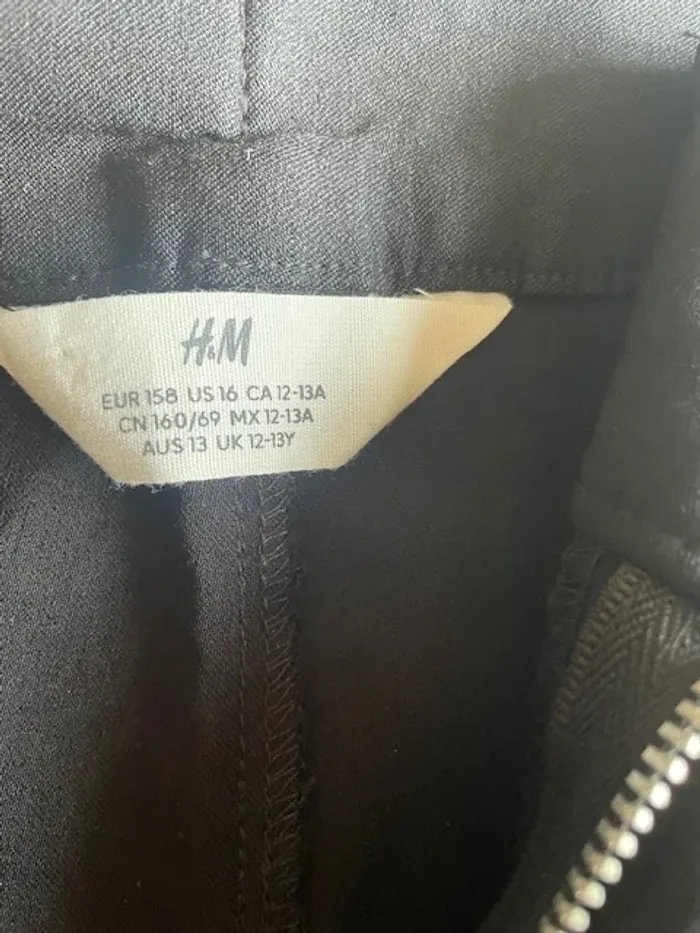 H&M
EUR 158 US 16 CA 12-13A
CN 160/69 MX 12-13A
AUS 13 UK 12-13Y